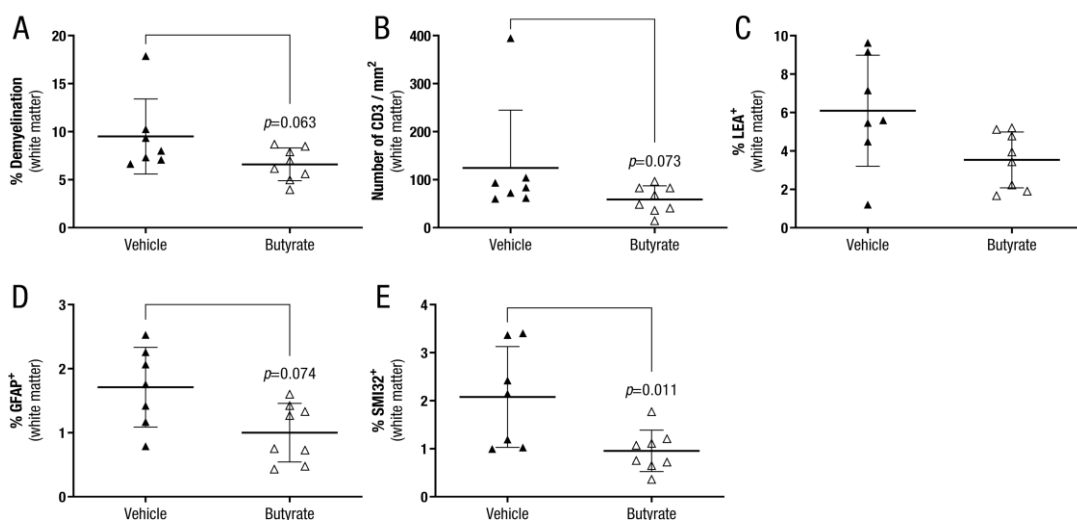 A
% Demyelination
(white matter)
20
15
10
5
0
p=0.063
Vehicle
Butyrate
B
Number of CD3 / mm²
(white matter)
400
300
200
100
0
p=0.073
Vehicle
Butyrate
C
% LEA⁺
(white matter)
10
8
6
4
2
0
Vehicle
Butyrate
D
% GFAP⁺
(white matter)
3
2
1
0
p=0.074
Vehicle
Butyrate
E
% SMI32⁺
(white matter)
4
3
2
1
0
p=0.011
Vehicle
Butyrate